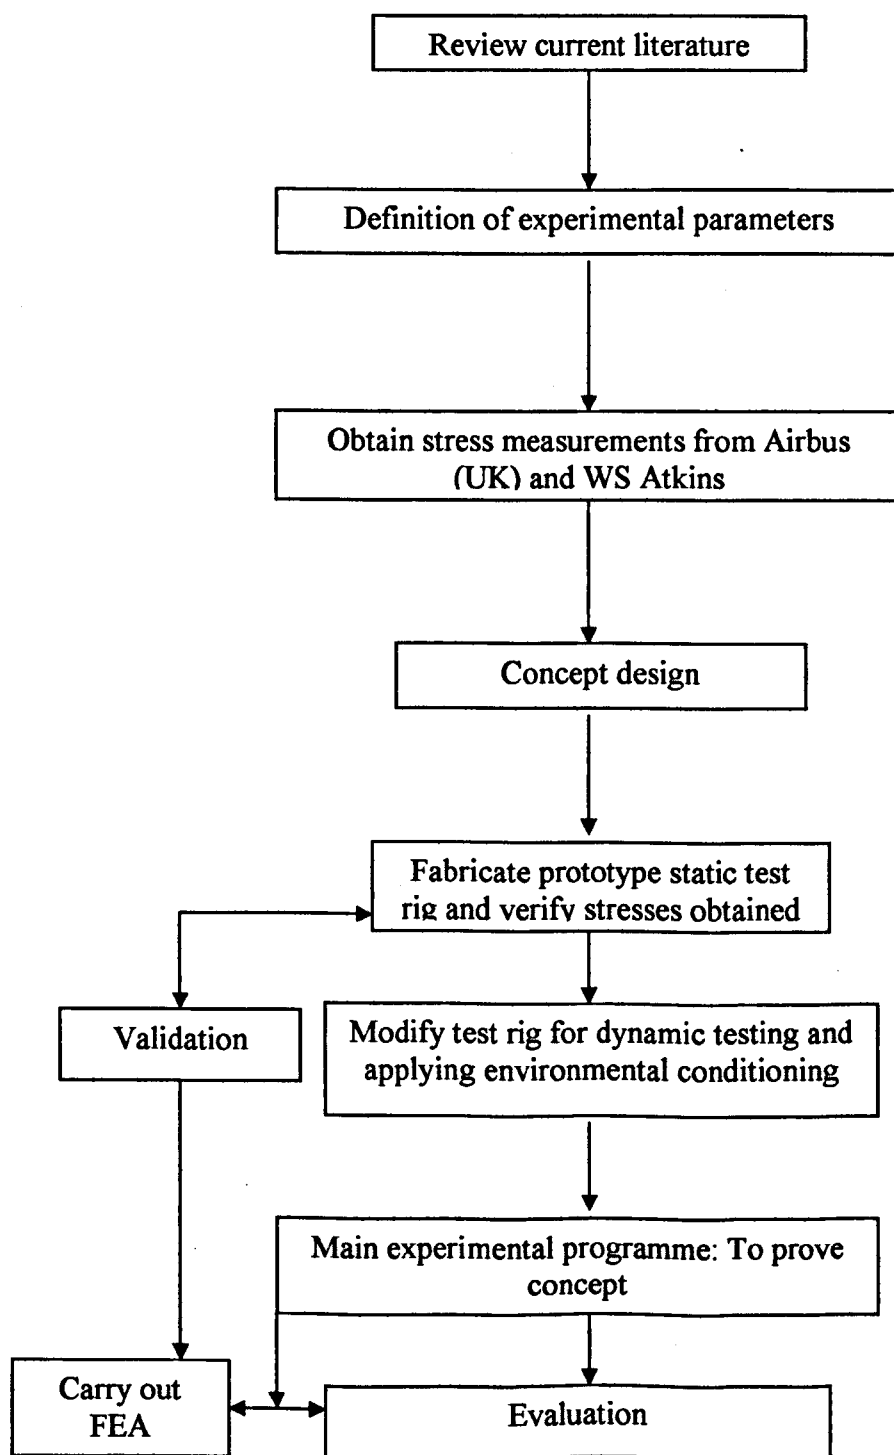 Review current literature
Definition of experimental parameters
Obtain stress measurements from Airbus
(UK) and WS Atkins
Concept design
Fabricate prototype static test
rig and verify stresses obtained
Validation
Modify test rig for dynamic testing and
applying environmental conditioning
Main experimental programme: To prove
concept
Carry out
FEA
Evaluation